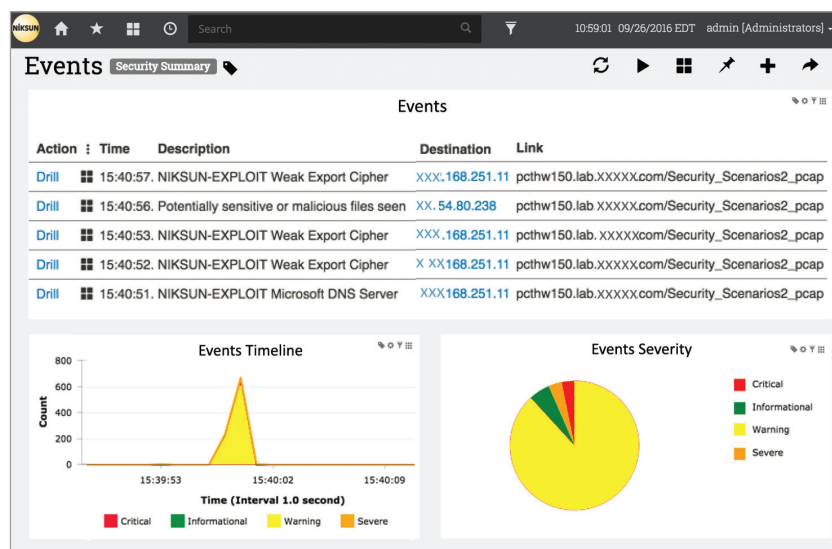 NIKSUN
Search
10:59:01 09/26/2016 EDT admin [Administrators]
Events Security Summary
Events
Action Time Description Destination Link
Drill 15:40:57. NIKSUN-EXPLOIT Weak Export Cipher XXX.168.251.11 pcthw150.lab.XXXXX.com/Security_Scenarios2_pcap
Drill 15:40:56. Potentially sensitive or malicious files seen XX.54.80.238 pcthw150.lab.XXXXX.com/Security_Scenarios2_pcap
Drill 15:40:53. NIKSUN-EXPLOIT Weak Export Cipher XXX.168.251.11 pcthw150.lab.XXXXX.com/Security_Scenarios2_pcap
Drill 15:40:52. NIKSUN-EXPLOIT Weak Export Cipher X XX168.251.11 pcthw150.lab.XXXXX.com/Security_Scenarios2_pcap
Drill 15:40:51. NIKSUN-EXPLOIT Microsoft DNS Server XXX168.251.11 pcthw150.lab.XXXXX.com/Security_Scenarios2_pcap
Events Timeline
800
600
400
200
0
Count
15:39:53 15:40:02 15:40:09
Time (Interval 1.0 second)
Critical Informational Warning Severe
Events Severity
Critical
Informational
Warning
Severe